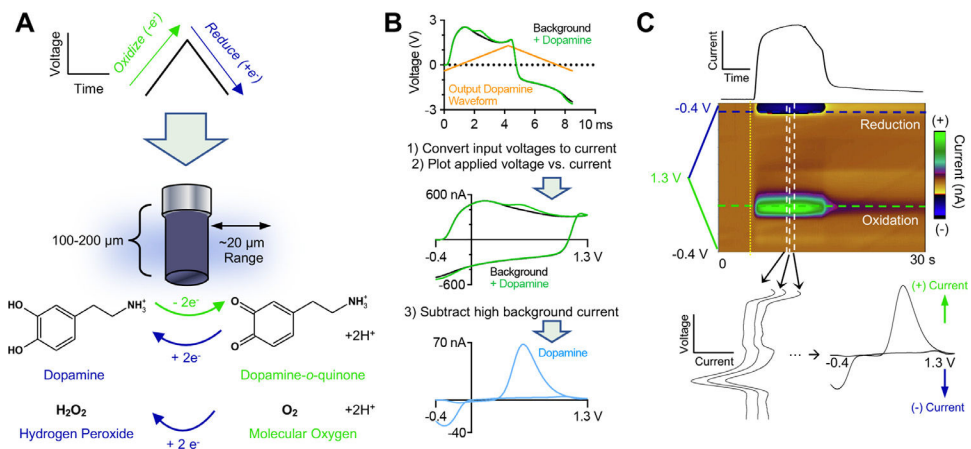 A
Voltage
Time
Oxidize (-e⁻)
Reduce (+e⁻)
100-200 μm
~20 μm
Range
HO
HO
NH₃⁺
- 2e⁻
+ 2e⁻
O
O
NH₃⁺
+2H⁺
Dopamine
Dopamine-o-quinone
H₂O₂
O₂
+2H⁺
Hydrogen Peroxide
+ 2 e⁻
Molecular Oxygen
B
Voltage (V)
3
0
-3
Background
+ Dopamine
Output Dopamine
Waveform
0 2 4 6 8 10 ms
1) Convert input voltages to current
2) Plot applied voltage vs. current
600 nA
-0.4
1.3 V
-600
Background
+ Dopamine
3) Subtract high background current
70 nA
Dopamine
-0.4
1.3 V
-40
C
Current
Time
-0.4 V
1.3 V
-0.4 V
Reduction
Oxidation
0
30 s
(+)
Current (nA)
(-)
Voltage
Current
...
(+) Current
-0.4
1.3 V
(-) Current